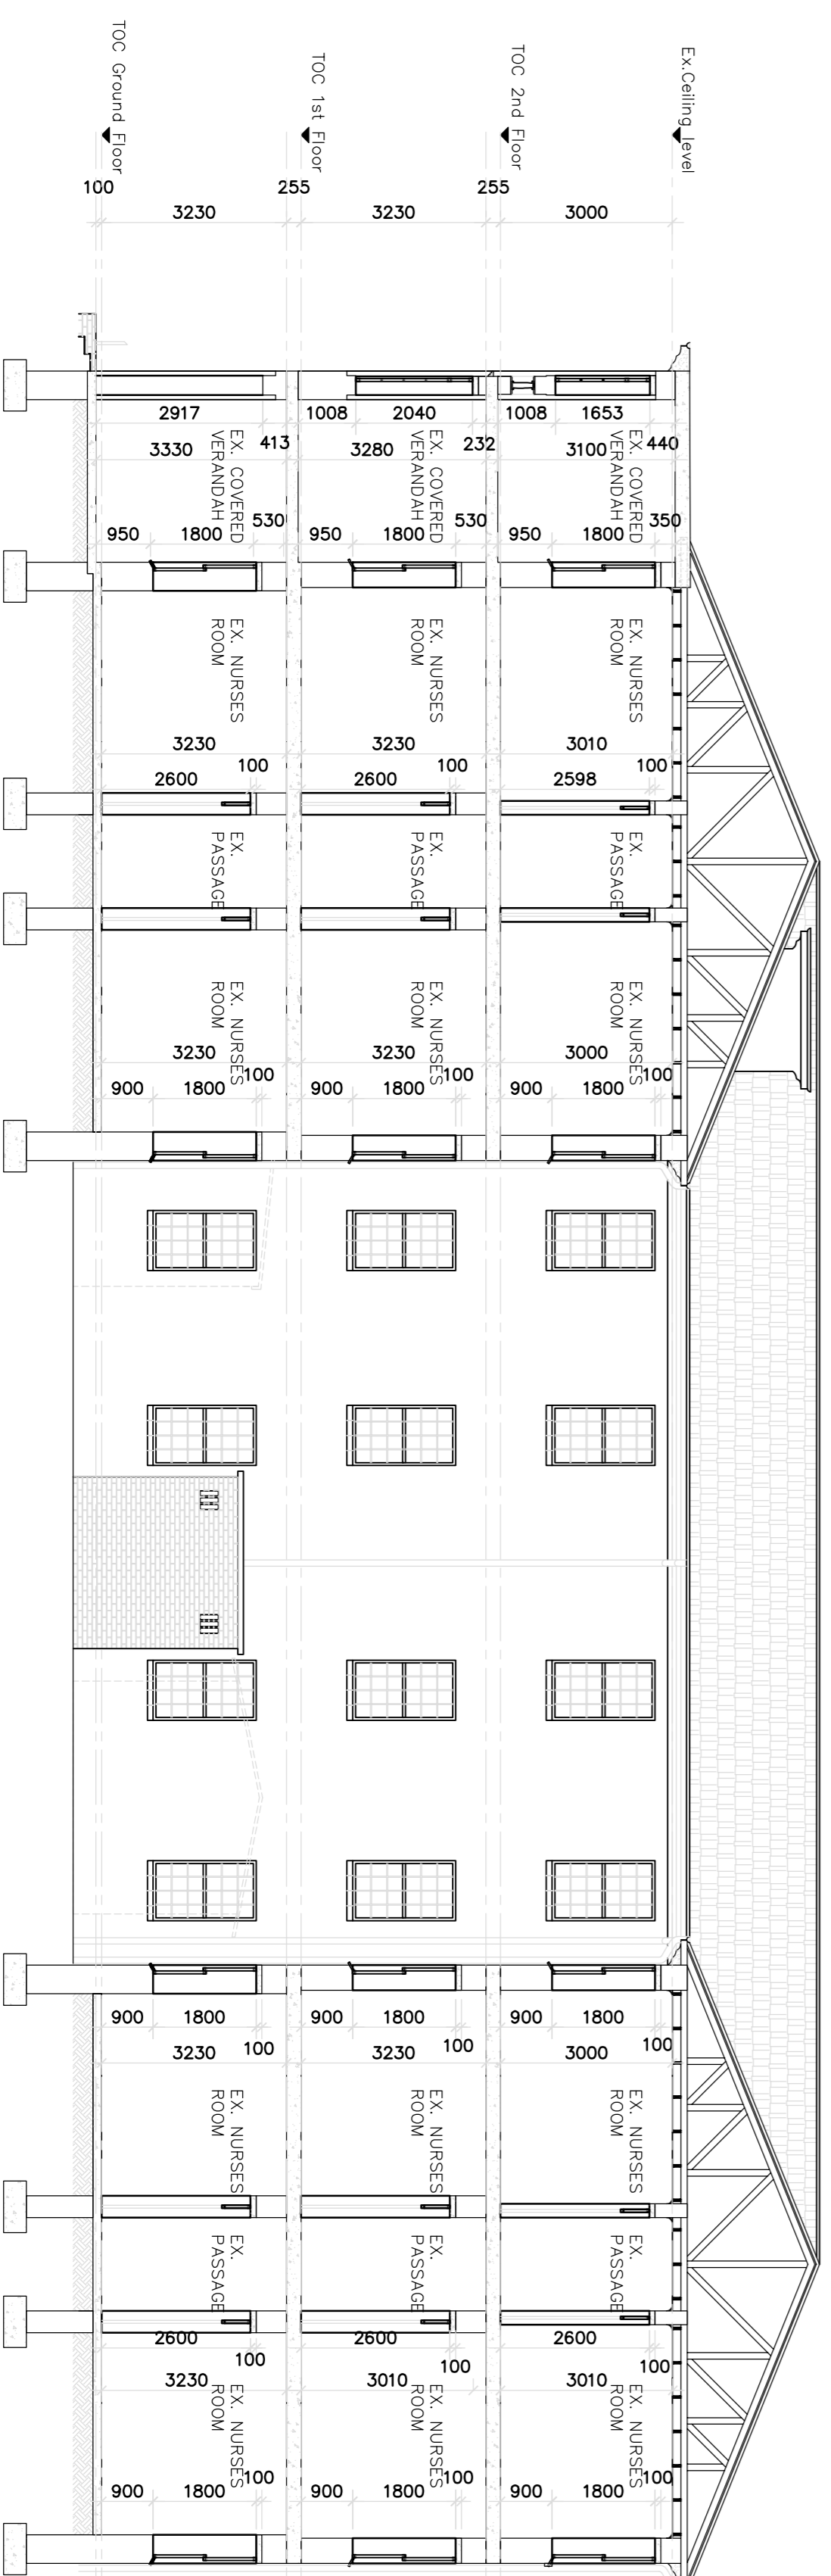 TOC Ground Floor
TOC 1st Floor
TOC 2nd Floor
Ex.Ceiling level
100
255
255
3230
3230
3000
2917
1008
2040
1008
1653
413
232
440
3330
3280
3100
EX. COVERED
VERANDAH
EX. COVERED
VERANDAH
EX. COVERED
VERANDAH
530
530
350
950
1800
950
1800
950
1800
EX. NURSES
ROOM
EX. NURSES
ROOM
EX. NURSES
ROOM
3230
3230
3010
100
100
100
2600
2600
2598
EX.
PASSAGE
EX.
PASSAGE
EX.
PASSAGE
EX. NURSES
ROOM
EX. NURSES
ROOM
EX. NURSES
ROOM
3230
3230
3000
100
100
100
900
1800
900
1800
900
1800
900
1800
900
1800
900
1800
100
100
100
3230
3230
3000
EX. NURSES
ROOM
EX. NURSES
ROOM
EX. NURSES
ROOM
EX.
PASSAGE
EX.
PASSAGE
EX.
PASSAGE
2600
2600
2600
100
100
100
3230
3010
3010
EX. NURSES
ROOM
EX. NURSES
ROOM
EX. NURSES
ROOM
100
100
100
900
1800
900
1800
900
1800